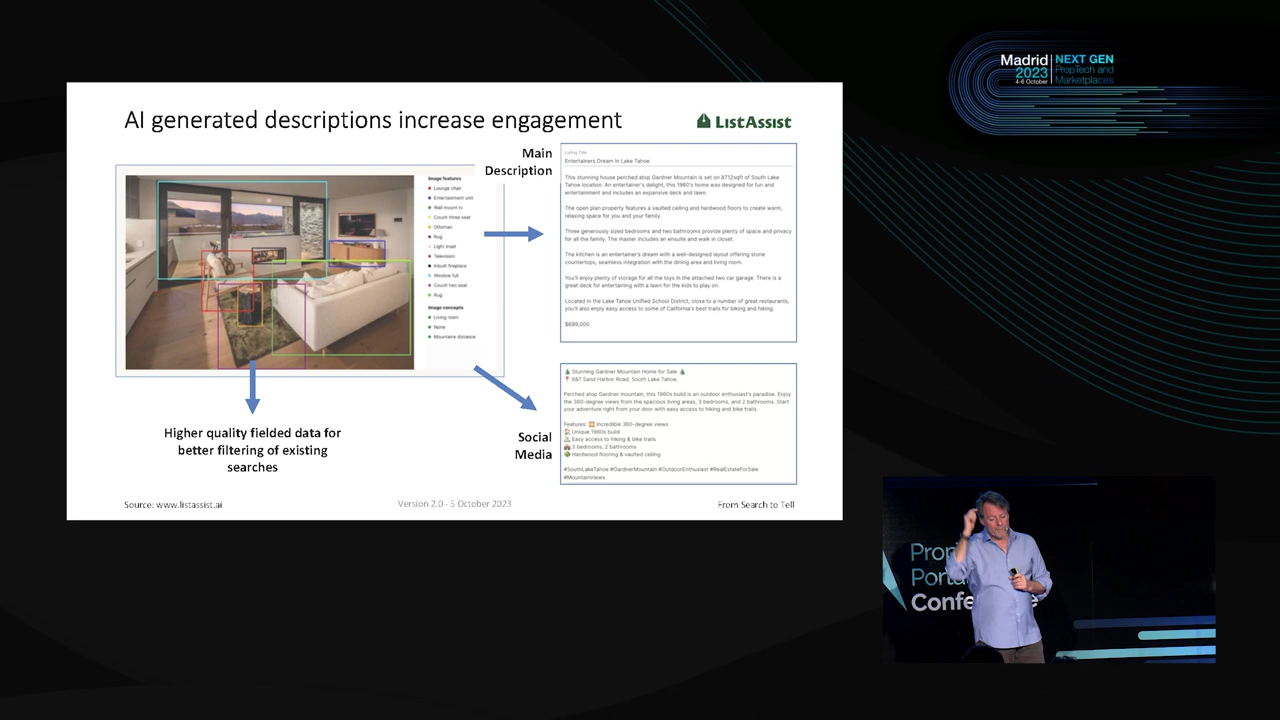 Madrid
2023
4-6 October
NEXT GEN
PropTech and
Marketplaces
AI generated descriptions increase engagement
ListAssist
Main
Description
Image features
Lounge chair
Entertainment unit
Wall mount tv
Couch three seat
Ottoman
Rug
Light inset
Television
Inbuilt fireplace
Window full
Couch two seat
Rug
Image concepts
Living room
None
Mountains distance
Listing Title
Entertainers Dream In Lake Tahoe
This stunning house perched atop Gardner Mountain is set on 8712sqft of South Lake
Tahoe location. An entertainer's delight, this 1960's home was designed for fun and
entertainment and includes an expansive deck and lawn.
The open plan property features a vaulted ceiling and hardwood floors to create warm,
relaxing space for you and your family.
Three generously sized bedrooms and two bathrooms provide plenty of space and privacy
for all the family. The master includes an ensuite and walk in closet.
The kitchen is an entertainer's dream with a well-designed layout offering stone
countertops, seamless integration with the dining area and living room.
You'll enjoy plenty of storage for all the toys in the attached two car garage. There is a
great deck for entertaining with a lawn for the kids to play on.
Located in the Lake Tahoe Unified School District, close to a number of great restaurants,
you'll also enjoy easy access to some of California's best trails for biking and hiking.
$699,000
Higher quality fielded data for
better filtering of existing
searches
Social
Media
🌲 Stunning Gardner Mountain Home for Sale 🌲
📍 687 Sand Harbor Road, South Lake Tahoe.
Perched atop Gardner mountain, this 1960s build is an outdoor enthusiast's paradise. Enjoy
the 360-degree views from the spacious living areas, 3 bedrooms, and 2 bathrooms. Start
your adventure right from your door with easy access to hiking and bike trails.
Features: 🌅 Incredible 360-degree views
Unique 1960s build
Easy access to hiking & bike trails
3 bedrooms, 2 bathrooms
Hardwood flooring & vaulted ceiling
#SouthLakeTahoe #GardnerMountain #OutdoorEnthusiast #RealEstateForSale
#MountainViews
Source: www.listassist.ai
Version 2.0 - 5 October 2023
From Search to Tell
Prop
Porta
Confe e